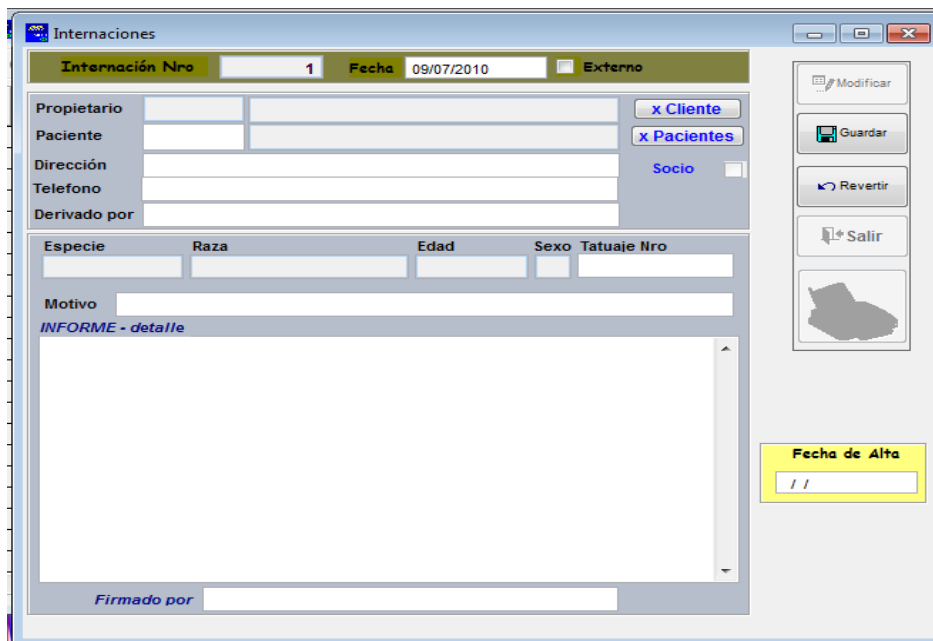 Internaciones
Internación Nro 1 Fecha 09/07/2010 Externo
Modificar
Propietario x Cliente
Paciente x Pacientes
Guardar
Dirección Socio
Telefono
Revertir
Derivado por
Salir
Especie Raza Edad Sexo Tatuaje Nro
Motivo
INFORME - detalle
Fecha de Alta
/ /
Firmado por